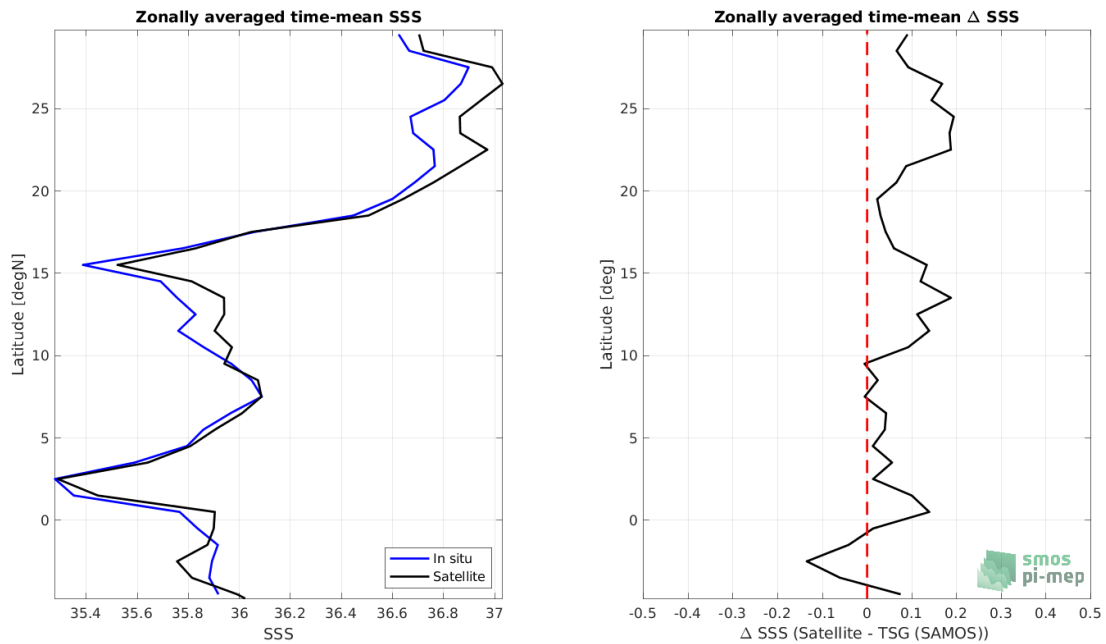 Zonally averaged time-mean SSS
25
20
15
10
5
0
Latitude [degN]
35.4 35.6 35.8 36 36.2 36.4 36.6 36.8 37
SSS
In situ
Satellite
Zonally averaged time-mean Δ SSS
25
20
15
10
5
0
Latitude [deg]
-0.5 -0.4 -0.3 -0.2 -0.1 0 0.1 0.2 0.3 0.4 0.5
Δ SSS (Satellite - TSG (SAMOS))
smos
pi-mep